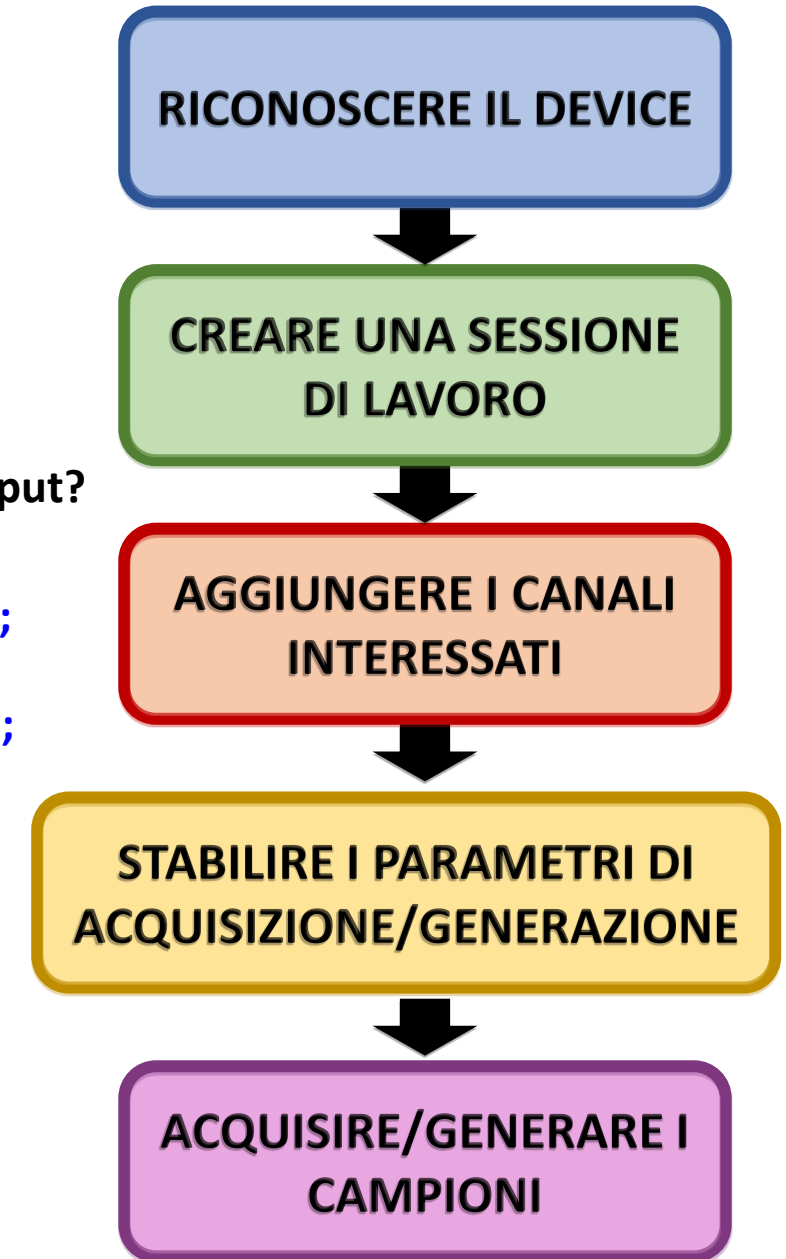 RICONOSCERE IL DEVICE
CREARE UNA SESSIONE
DI LAVORO
put?
AGGIUNGERE I CANALI
INTERESSATI
;
;
STABILIRE I PARAMETRI DI
ACQUISIZIONE/GENERAZIONE
ACQUISIRE/GENERARE I
CAMPIONI